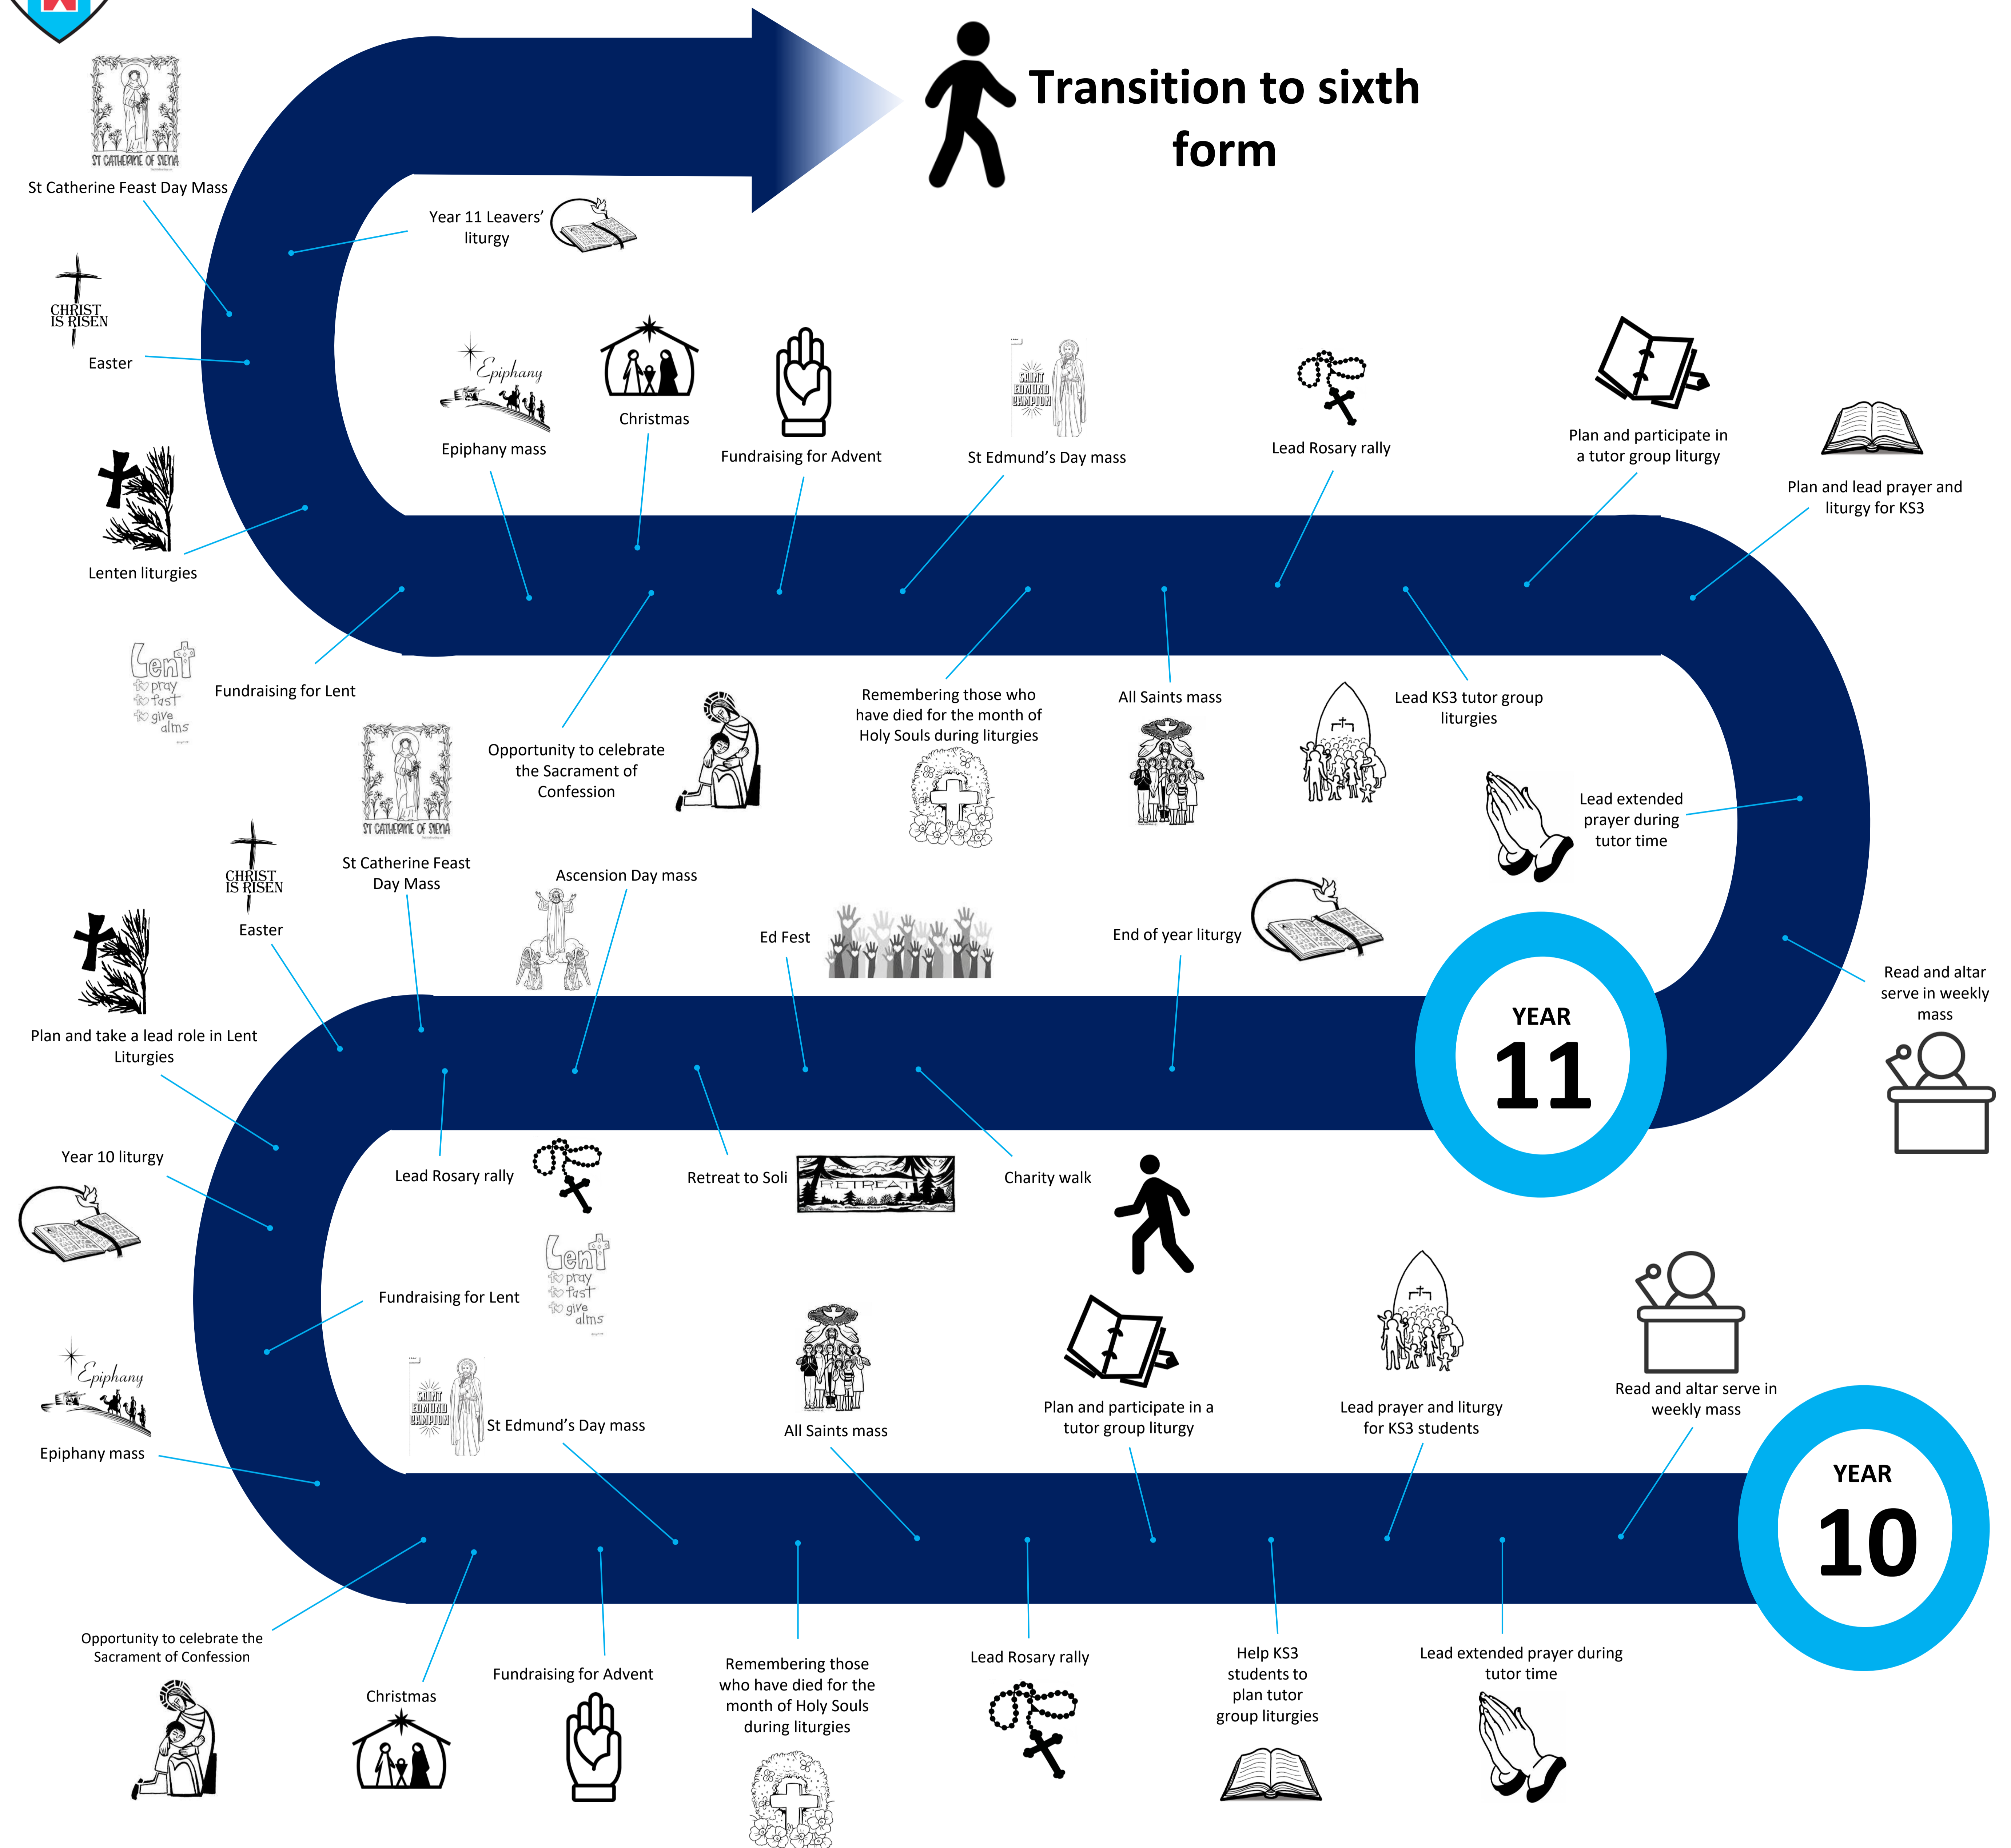 Transition to sixth
form
ST CATHERINE OF SIENA
St Catherine Feast Day Mass
Year 11 Leavers’
liturgy
CHRIST
IS RISEN
Easter
Epiphany
Epiphany mass
Christmas
Fundraising for Advent
SAINT
EDMUND
CAMPION
St Edmund’s Day mass
Lead Rosary rally
Plan and participate in
a tutor group liturgy
Plan and lead prayer and
liturgy for KS3
Lenten liturgies
Lent
to pray
to fast
to give
alms
Fundraising for Lent
Opportunity to celebrate
the Sacrament of
Confession
Remembering those who
have died for the month of
Holy Souls during liturgies
All Saints mass
Lead KS3 tutor group
liturgies
Lead extended
prayer during
tutor time
Read and altar
serve in weekly
mass
YEAR
11
ST CATHERINE OF SIENA
St Catherine Feast
Day Mass
CHRIST
IS RISEN
Easter
Ascension Day mass
Ed Fest
End of year liturgy
Plan and take a lead role in Lent
Liturgies
Year 10 liturgy
Lead Rosary rally
Retreat to Soli
RETREAT
Charity walk
Fundraising for Lent
Lent
to pray
to fast
to give
alms
Epiphany
Epiphany mass
SAINT
EDMUND
CAMPION
St Edmund’s Day mass
All Saints mass
Plan and participate in a
tutor group liturgy
Lead prayer and liturgy
for KS3 students
Read and altar serve in
weekly mass
YEAR
10
Opportunity to celebrate the
Sacrament of Confession
Christmas
Fundraising for Advent
Remembering those
who have died for the
month of Holy Souls
during liturgies
Lead Rosary rally
Help KS3
students to
plan tutor
group liturgies
Lead extended prayer during
tutor time